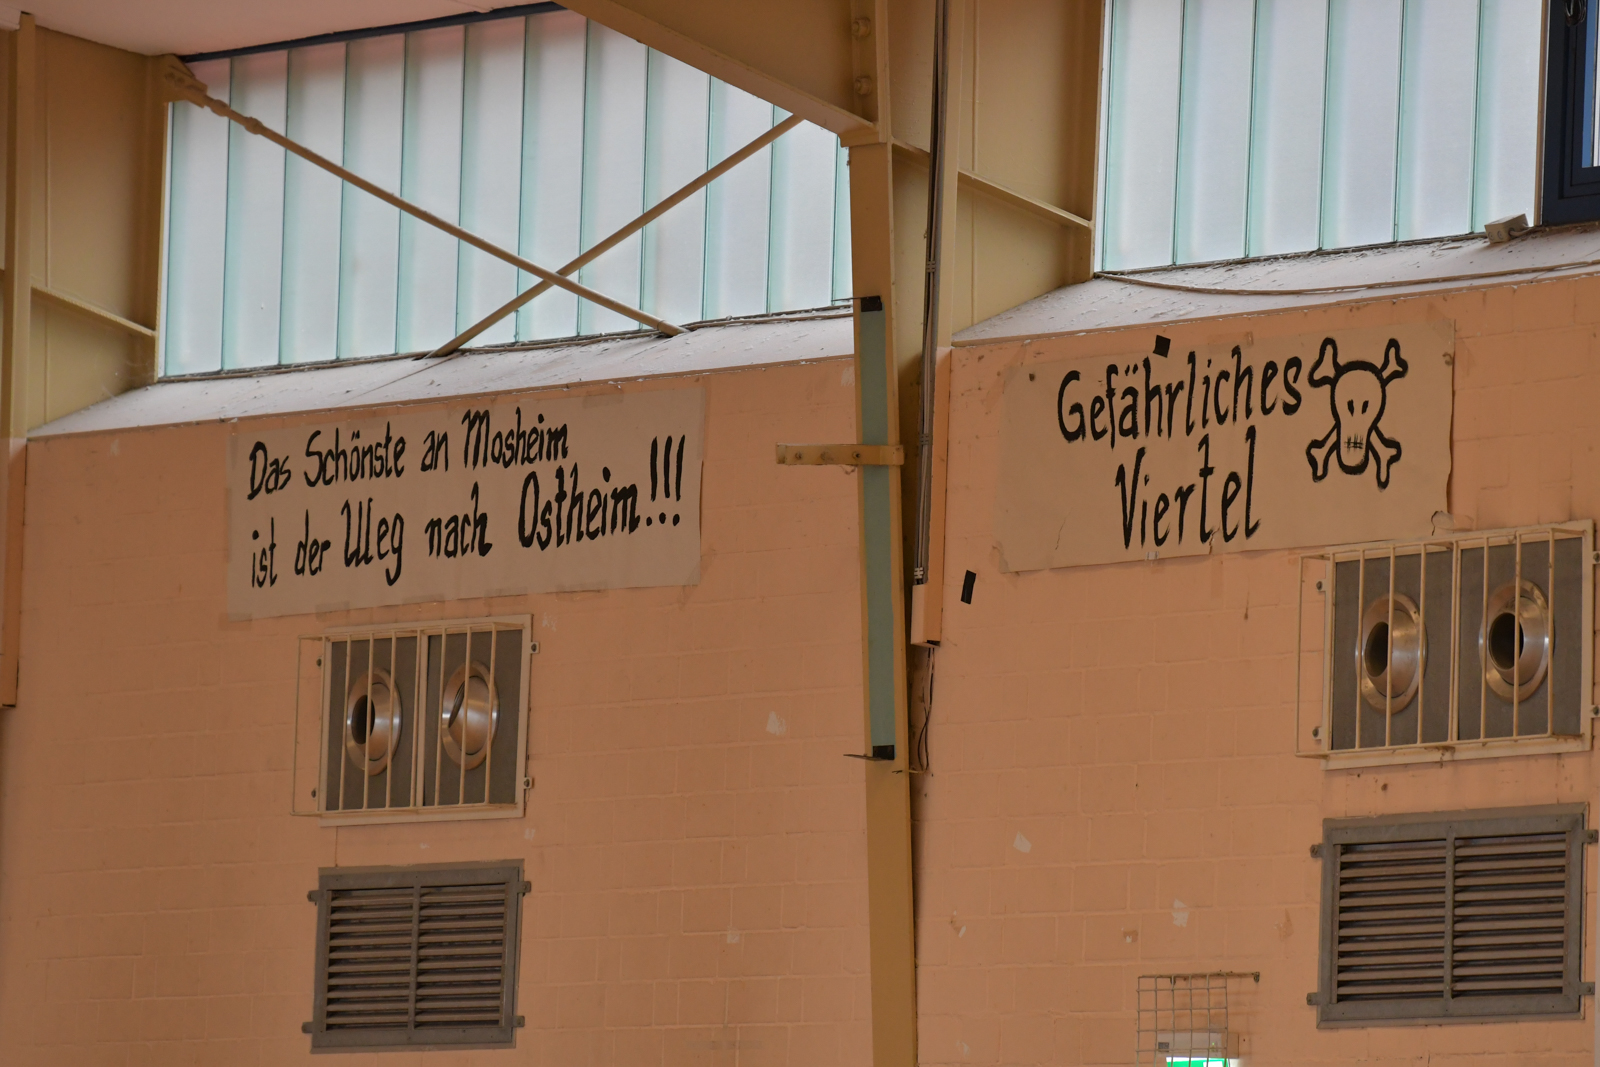 Das Schönste an Mosheim
ist der Weg nach Ostheim!!!
Gefährliches
Viertel